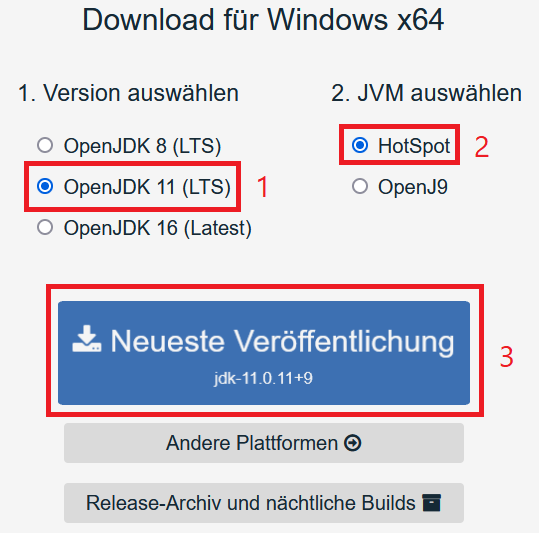 Download für Windows x64
1. Version auswählen
OpenJDK 8 (LTS)
OpenJDK 11 (LTS)
1
OpenJDK 16 (Latest)
2. JVM auswählen
HotSpot
2
OpenJ9
Neueste Veröffentlichung
jdk-11.0.11+9
3
Andere Plattformen
Release-Archiv und nächtliche Builds